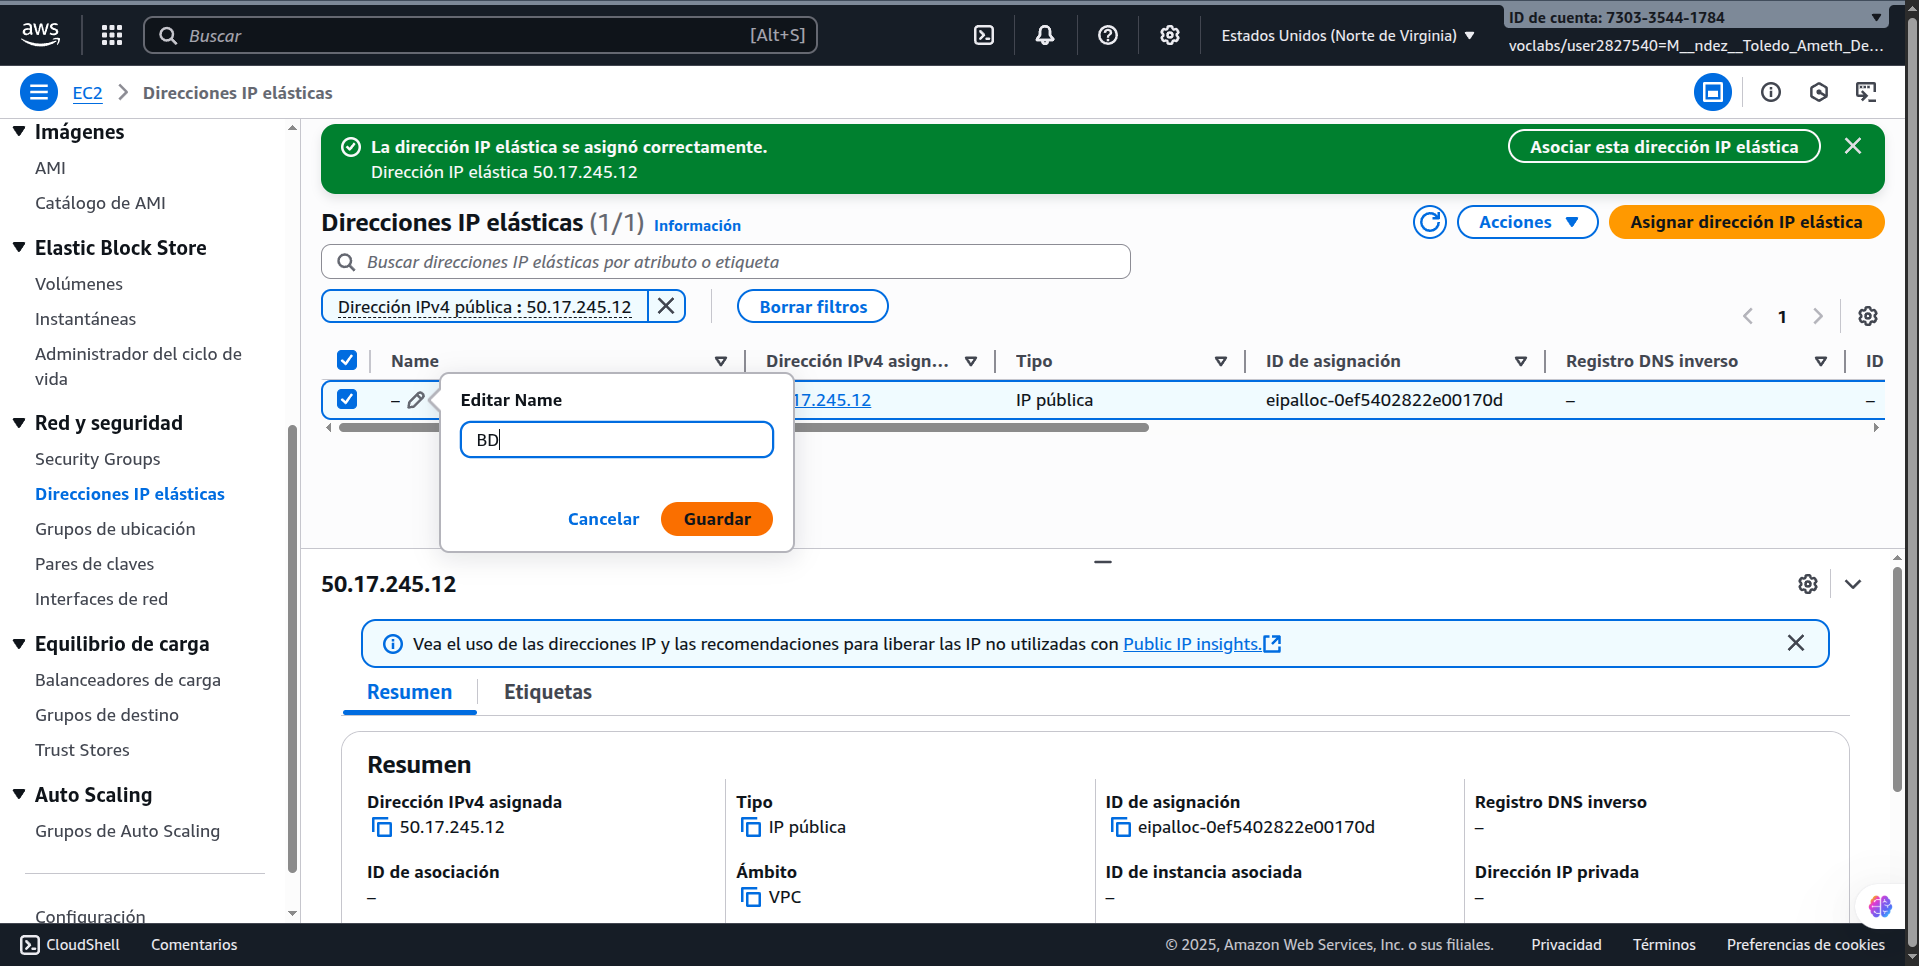 aws
Buscar
[Alt+S]
Estados Unidos (Norte de Virginia)
ID de cuenta: 7303-3544-1784
voclabs/user2827540=M__ndez__Toledo_Ameth_De...
EC2
Direcciones IP elásticas
Imágenes
AMI
Catálogo de AMI
Elastic Block Store
Volúmenes
Instantáneas
Administrador del ciclo de
vida
Red y seguridad
Security Groups
Direcciones IP elásticas
Grupos de ubicación
Pares de claves
Interfaces de red
Equilibrio de carga
Balanceadores de carga
Grupos de destino
Trust Stores
Auto Scaling
Grupos de Auto Scaling
Configuración
La dirección IP elástica se asignó correctamente.
Dirección IP elástica 50.17.245.12
Asociar esta dirección IP elástica
Direcciones IP elásticas (1/1) Información
Acciones
Asignar dirección IP elástica
Buscar direcciones IP elásticas por atributo o etiqueta
Dirección IPv4 pública : 50.17.245.12
Borrar filtros
1
Name
Dirección IPv4 asign...
Tipo
ID de asignación
Registro DNS inverso
ID
–
17.245.12
IP pública
eipalloc-0ef5402822e00170d
–
–
Editar Name
BD
Cancelar
Guardar
50.17.245.12
Vea el uso de las direcciones IP y las recomendaciones para liberar las IP no utilizadas con Public IP insights.
Resumen
Etiquetas
Resumen
Dirección IPv4 asignada
50.17.245.12
Tipo
IP pública
ID de asignación
eipalloc-0ef5402822e00170d
Registro DNS inverso
–
ID de asociación
–
Ámbito
VPC
ID de instancia asociada
–
Dirección IP privada
–
CloudShell
Comentarios
© 2025, Amazon Web Services, Inc. o sus filiales.
Privacidad
Términos
Preferencias de cookies